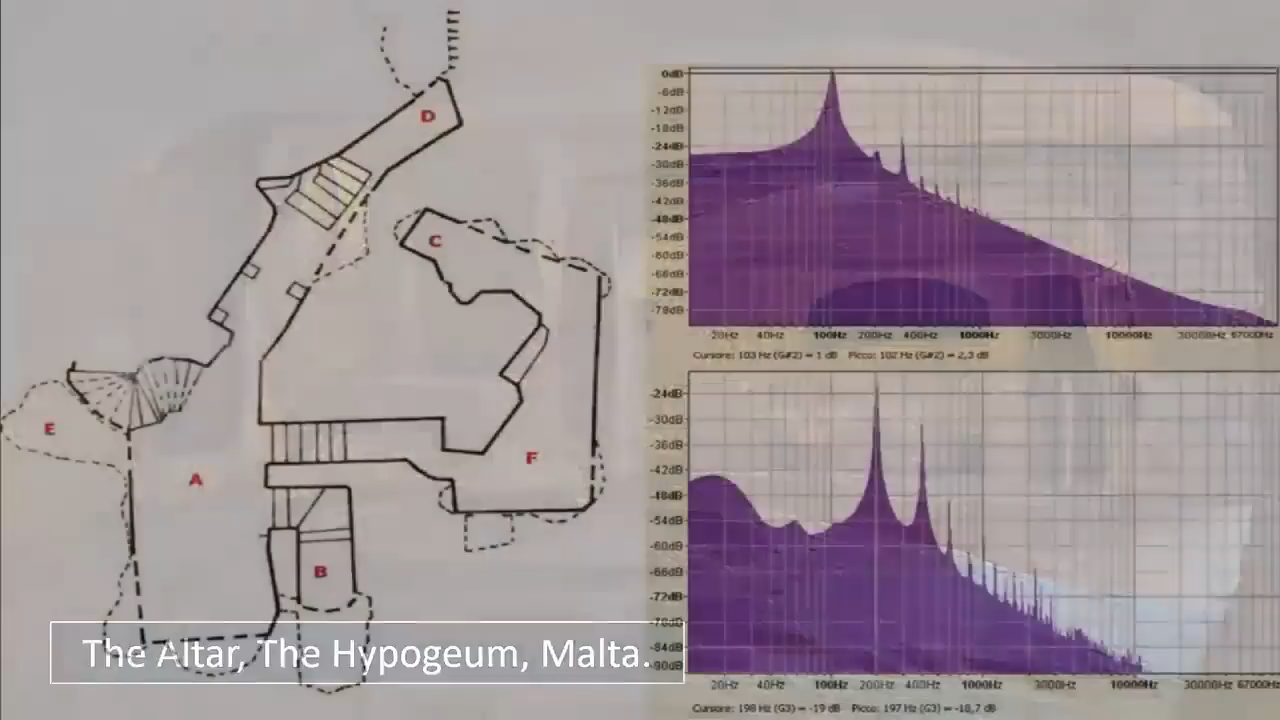 D
C
E
A
F
B
The Altar, The Hypogeum, Malta.
0dB
-6dB
-12dB
-18dB
-24dB
-30dB
-36dB
-42dB
-48dB
-54dB
-60dB
-66dB
-72dB
-78dB
20Hz 40Hz 100Hz 200Hz 400Hz 1000Hz 3000Hz 10000Hz 30000Hz 67000Hz
Cursore: 103 Hz (G#2) = 1 dB Picco: 102 Hz (G#2) = 2,3 dB
-24dB
-30dB
-36dB
-42dB
-48dB
-54dB
-60dB
-66dB
-72dB
-78dB
-84dB
-90dB
20Hz 40Hz 100Hz 200Hz 400Hz 1000Hz 3000Hz 10000Hz 30000Hz 67000Hz
Cursore: 198 Hz (G3) = -19 dB Picco: 197 Hz (G3) = -18,7 dB